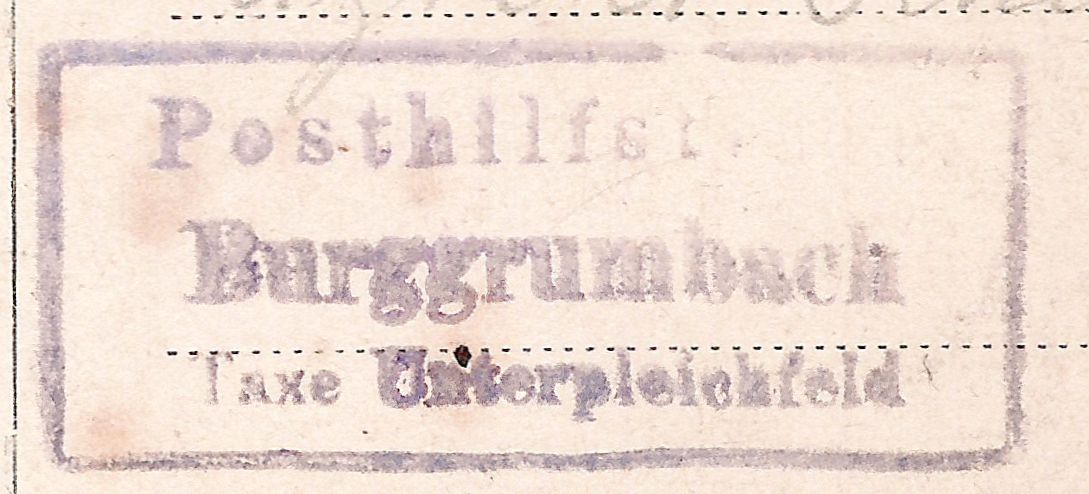 Posthilfst
Burggrumbach
Taxe Unterpleichfeld